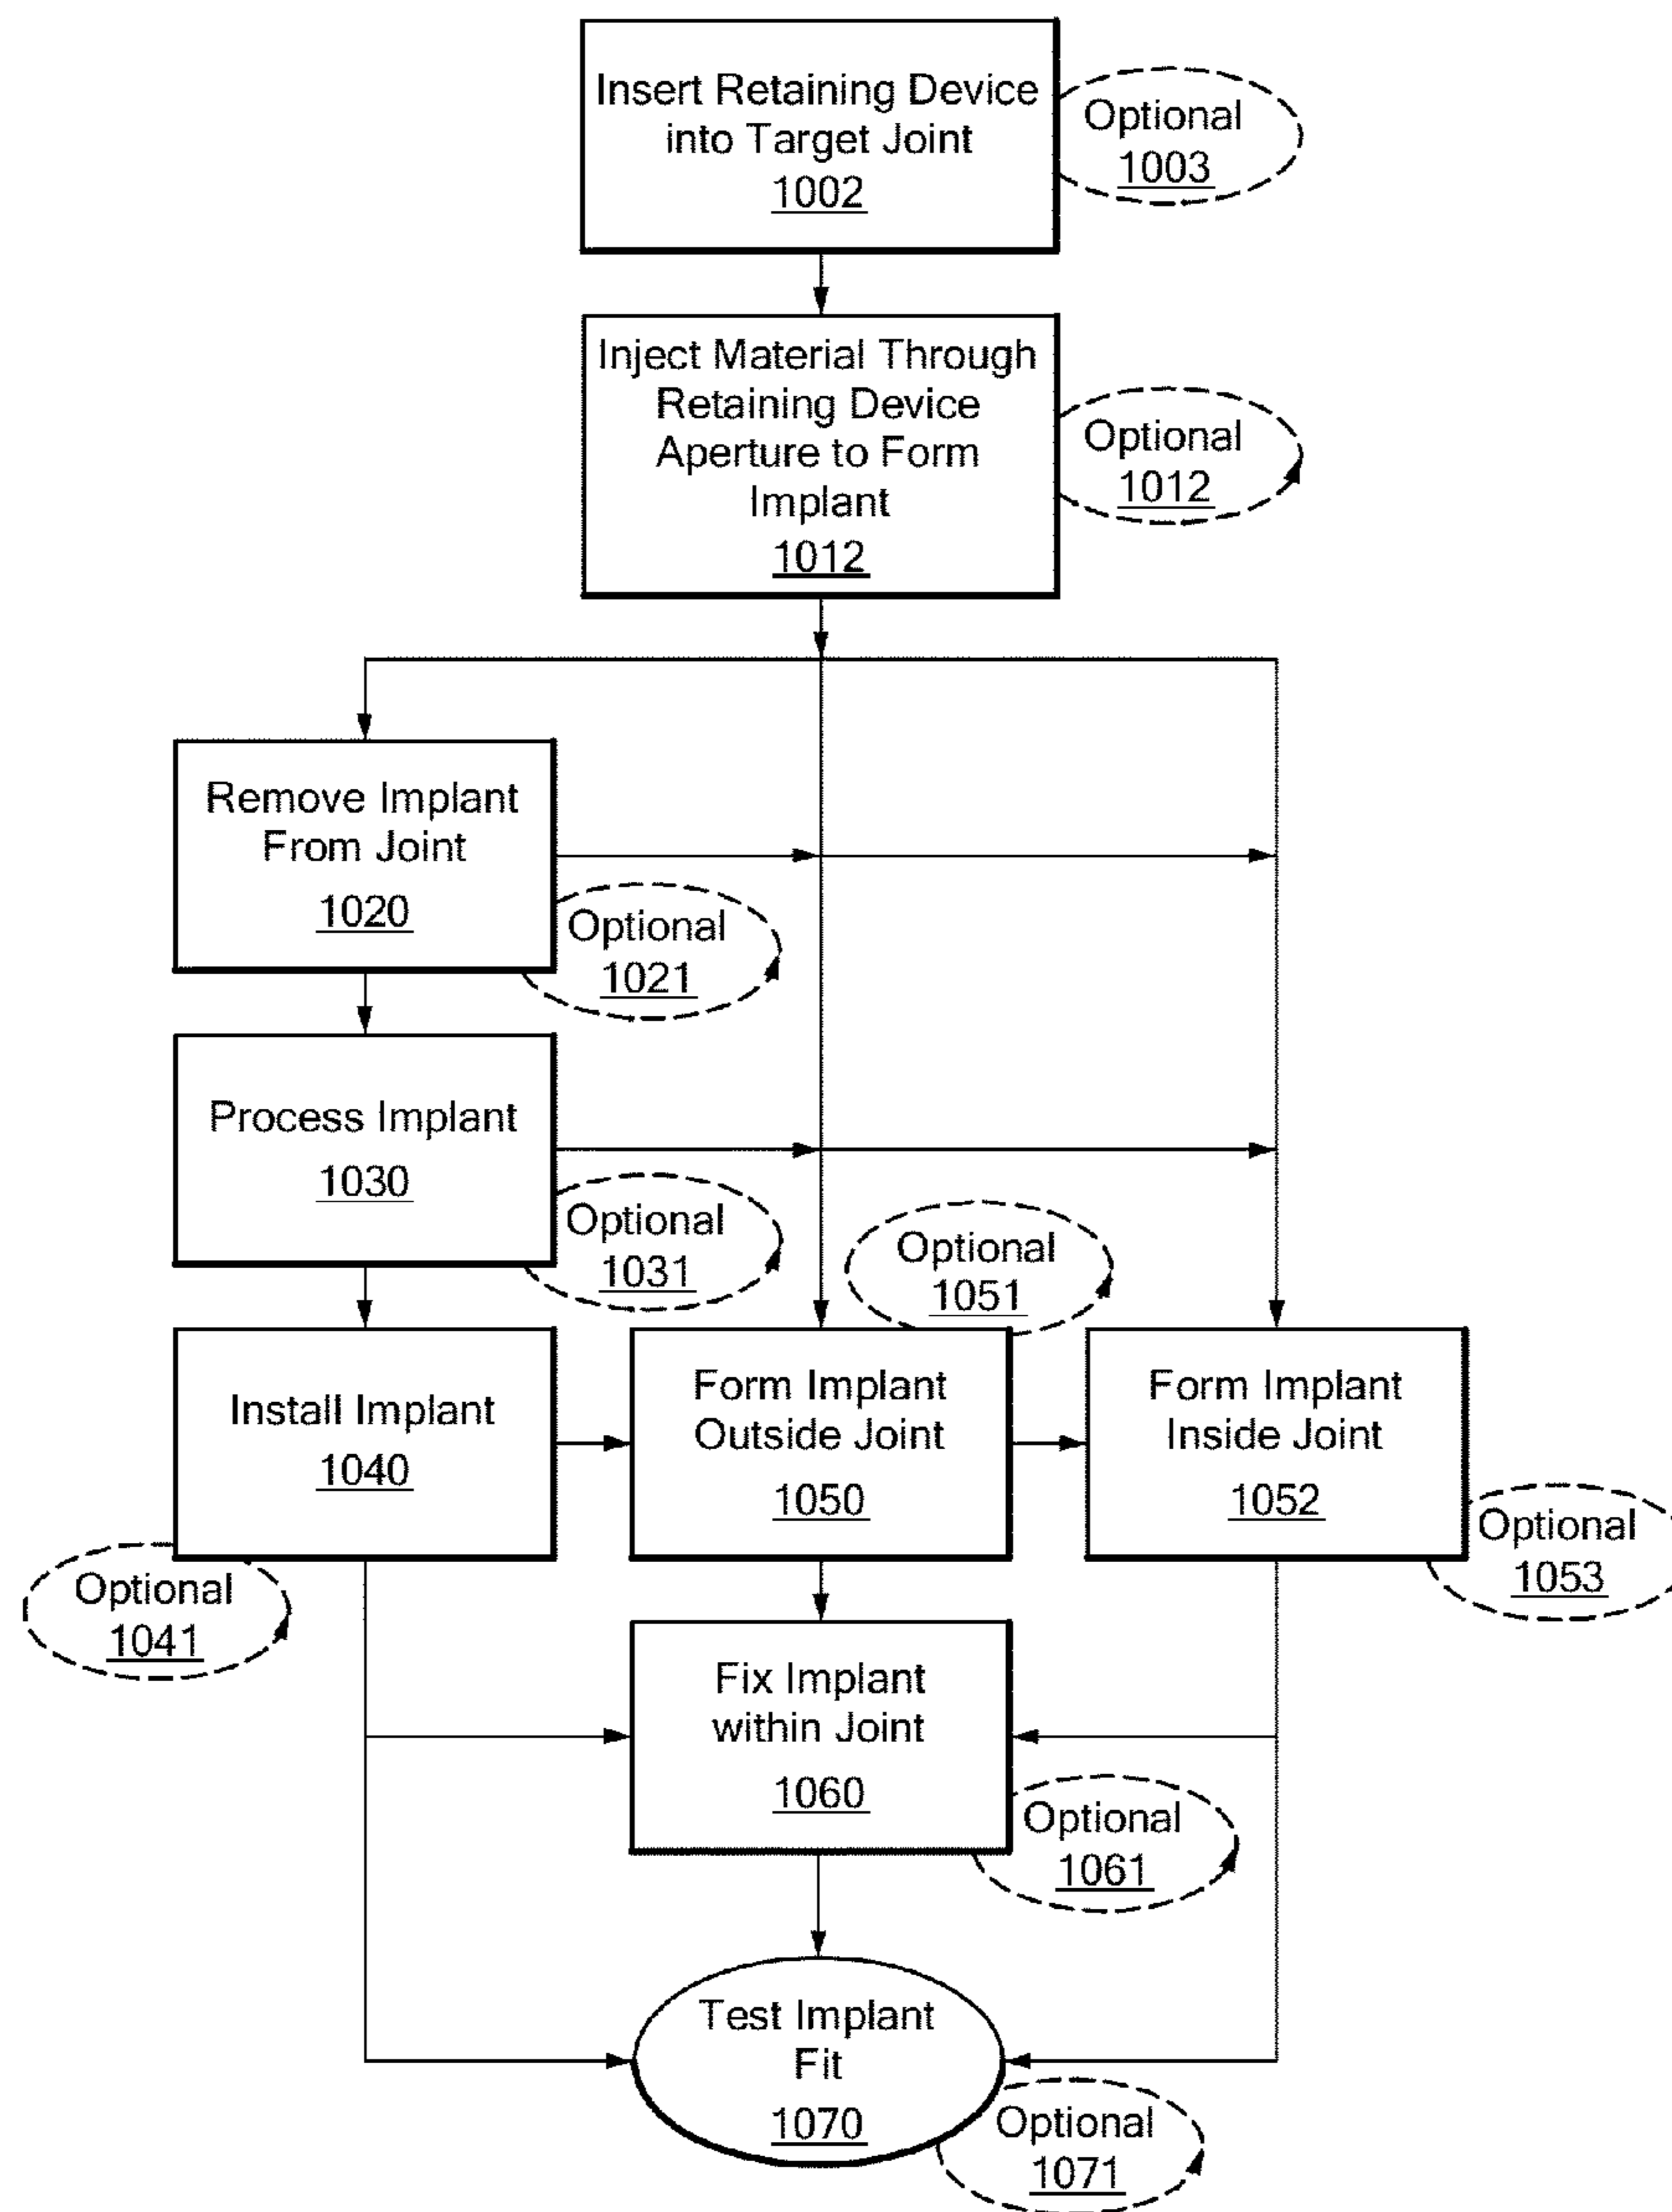 Insert Retaining Device
into Target Joint
1002
Optional
1003
Inject Material Through
Retaining Device
Aperture to Form
Implant
1012
Optional
1012
Remove Implant
From Joint
1020
Optional
1021
Process Implant
1030
Optional
1031
Optional
1051
Install Implant
1040
Form Implant
Outside Joint
1050
Form Implant
Inside Joint
1052
Optional
1053
Optional
1041
Fix Implant
within Joint
1060
Optional
1061
Test Implant
Fit
1070
Optional
1071